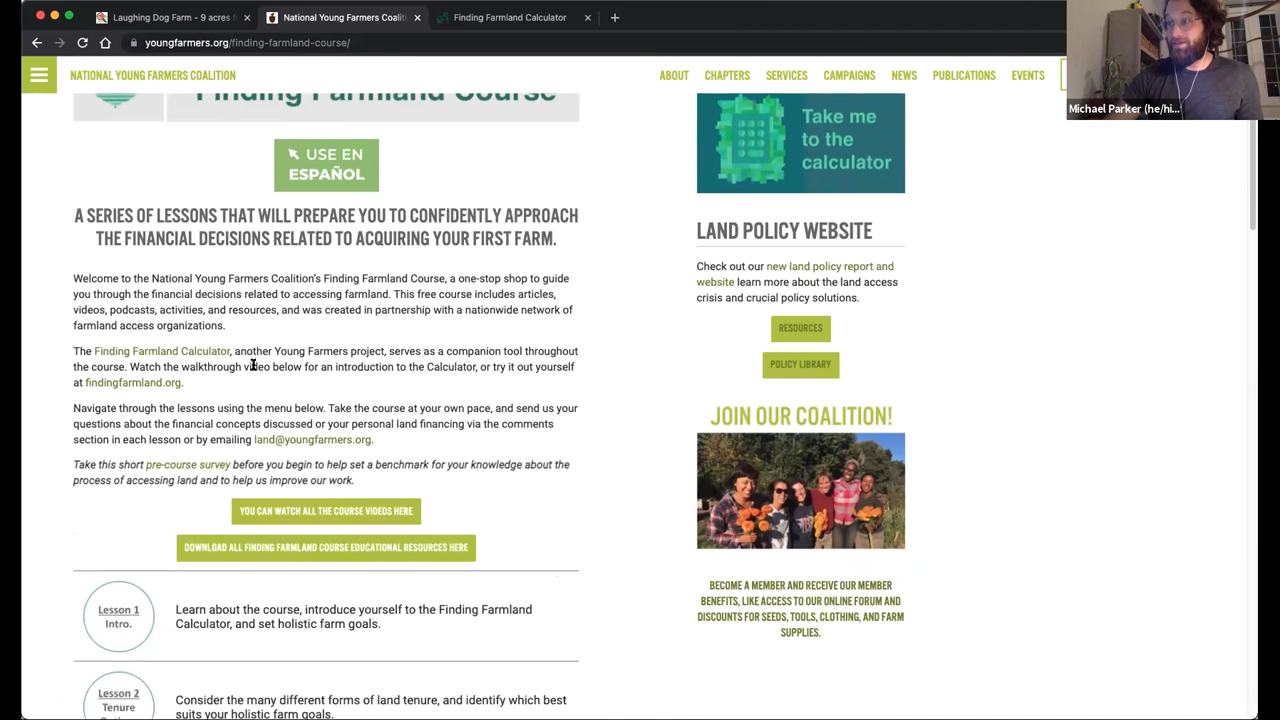 Laughing Dog Farm - 9 acres
National Young Farmers Coaliti
Finding Farmland Calculator
youngfarmers.org/finding-farmland-course/
NATIONAL YOUNG FARMERS COALITION
ABOUT
CHAPTERS
SERVICES
CAMPAIGNS
NEWS
PUBLICATIONS
EVENTS
Michael Parker (he/hi...
Finding Farmland Course
USE EN
ESPAÑOL
A SERIES OF LESSONS THAT WILL PREPARE YOU TO CONFIDENTLY APPROACH
THE FINANCIAL DECISIONS RELATED TO ACQUIRING YOUR FIRST FARM.
Welcome to the National Young Farmers Coalition's Finding Farmland Course, a one-stop shop to guide
you through the financial decisions related to accessing farmland. This free course includes articles,
videos, podcasts, activities, and resources, and was created in partnership with a nationwide network of
farmland access organizations.
The Finding Farmland Calculator, another Young Farmers project, serves as a companion tool throughout
the course. Watch the walkthrough video below for an introduction to the Calculator, or try it out yourself
at findingfarmland.org.
Navigate through the lessons using the menu below. Take the course at your own pace, and send us your
questions about the financial concepts discussed or your personal land financing via the comments
section in each lesson or by emailing land@youngfarmers.org.
Take this short pre-course survey before you begin to help set a benchmark for your knowledge about the
process of accessing land and to help us improve our work.
YOU CAN WATCH ALL THE COURSE VIDEOS HERE
DOWNLOAD ALL FINDING FARMLAND COURSE EDUCATIONAL RESOURCES HERE
Lesson 1
Intro.
Learn about the course, introduce yourself to the Finding Farmland
Calculator, and set holistic farm goals.
Lesson 2
Tenure
Consider the many different forms of land tenure, and identify which best
suits your holistic farm goals.
Take me
to the
calculator
LAND POLICY WEBSITE
Check out our new land policy report and
website learn more about the land access
crisis and crucial policy solutions.
RESOURCES
POLICY LIBRARY
JOIN OUR COALITION!
BECOME A MEMBER AND RECEIVE OUR MEMBER
BENEFITS, LIKE ACCESS TO OUR ONLINE FORUM AND
DISCOUNTS FOR SEEDS, TOOLS, CLOTHING, AND FARM
SUPPLIES.